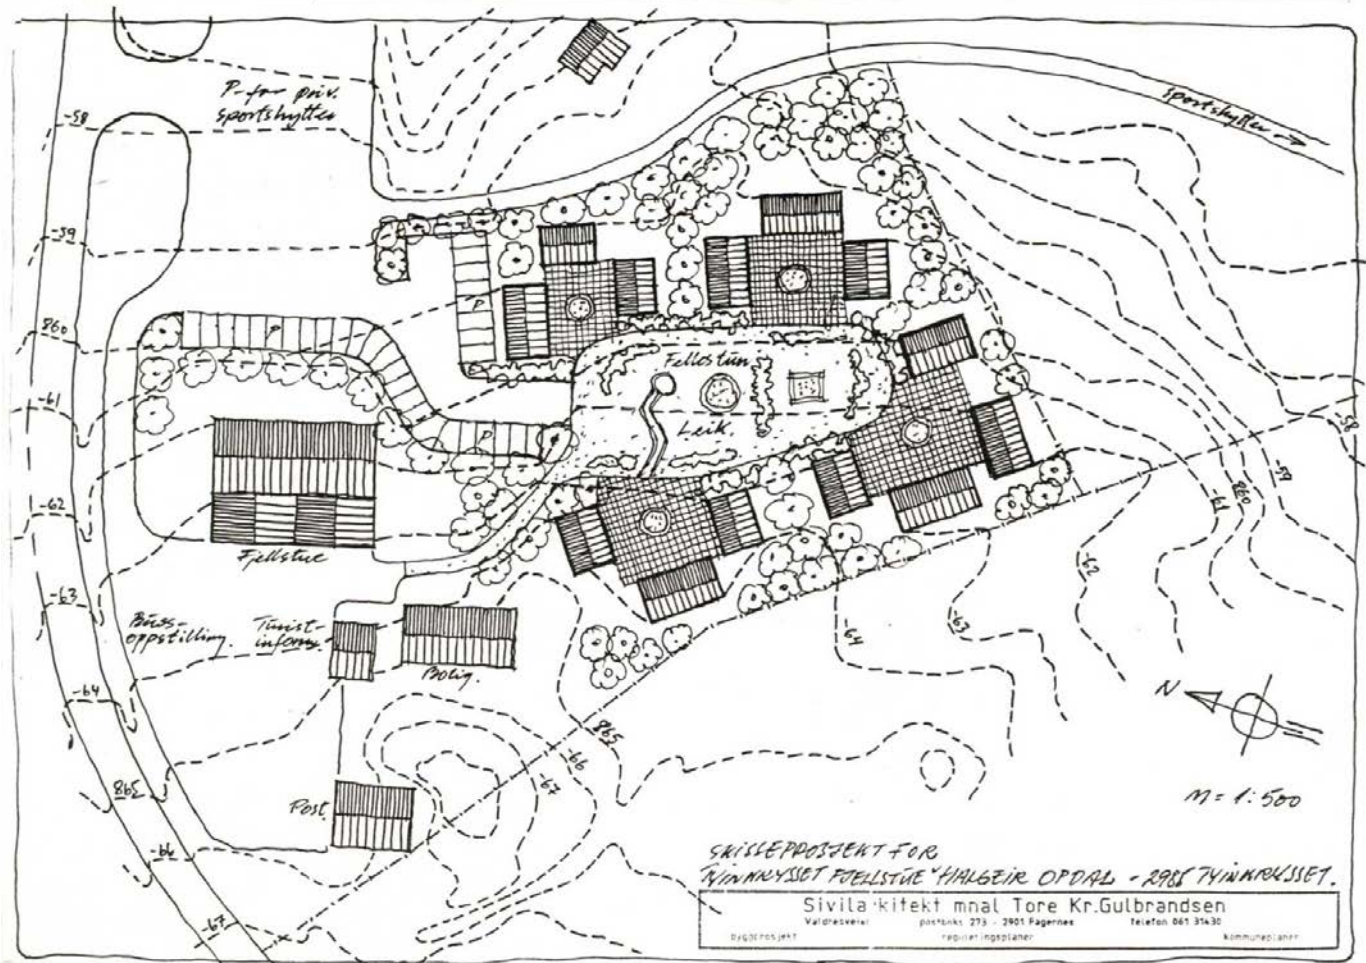 P-for priv.
sportshytter
sportshytter
-58
-59
860
-61
-62
-63
-64
865
-66
-67
P
P
P
Fellestun
Leik
Fjellstue
Buss-
oppstilling.
Turist-
inform.
Bolig.
Post
865
-66
-67
-64
-63
-62
-61
860
-59
-58
N
M = 1:500
SKISSEPROSJEKT FOR
TYINKRYSSET FJELLSTUE HALGEIR OPDAL - 2985 TYINKRYSSET.
Sivila kitekt mnal Tore Kr.Gulbrandsen
Valdresveien postboks 273 - 2901 Fagernes telefon 061 31430
byggprosjekt reguleringsplaner kommuneplaner